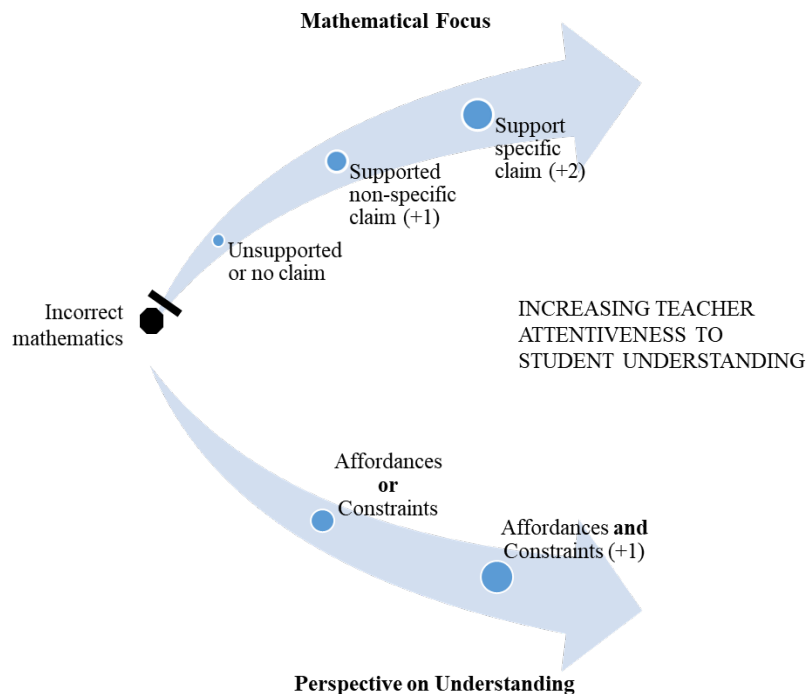 Mathematical Focus
Support
specific
claim (+2)
Supported
non-specific
claim (+1)
Unsupported
or no claim
Incorrect
mathematics
INCREASING TEACHER
ATTENTIVENESS TO
STUDENT UNDERSTANDING
Affordances
or
Constraints
Affordances and
Constraints (+1)
Perspective on Understanding